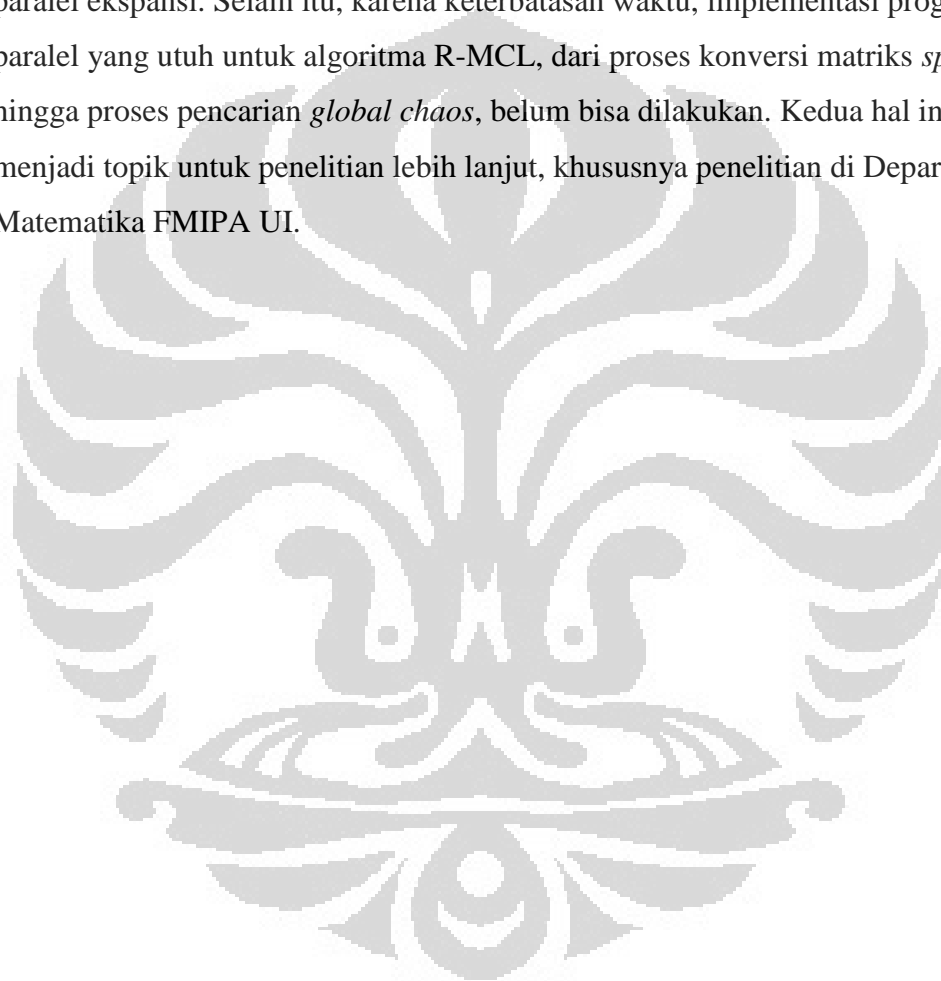 paralel ekspansi. Selain itu, karena keterbatasan waktu, implementasi prog
paralel yang utuh untuk algoritma R-MCL, dari proses konversi matriks sp
hingga proses pencarian global chaos, belum bisa dilakukan. Kedua hal in
menjadi topik untuk penelitian lebih lanjut, khususnya penelitian di Depar
Matematika FMIPA UI.